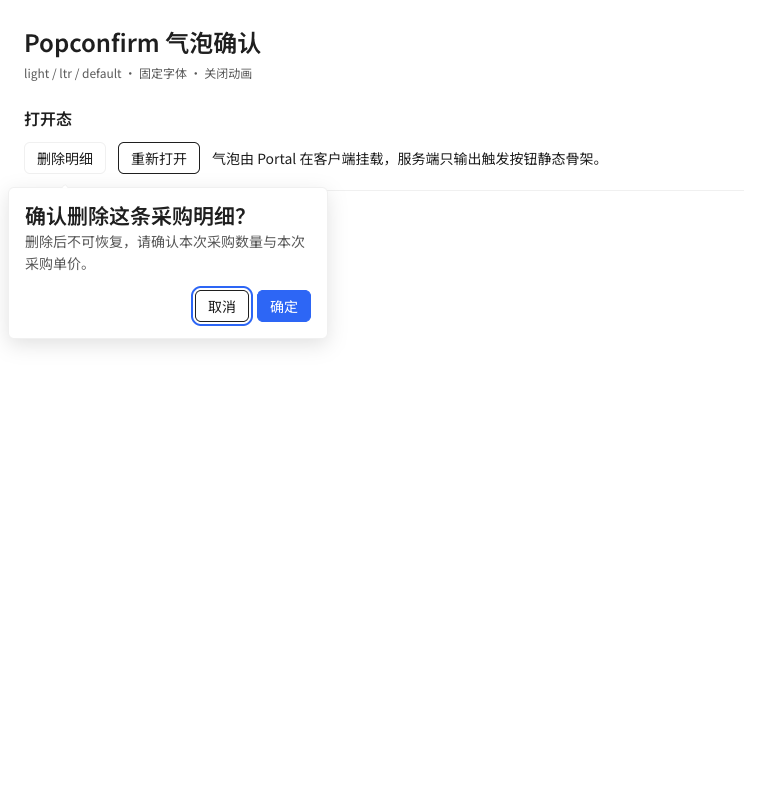 Popconfirm 气泡确认
light / ltr / default · 固定字体 · 关闭动画
打开态
删除明细 重新打开 气泡由 Portal 在客户端挂载，服务端只输出触发按钮静态骨架。
确认删除这条采购明细？
删除后不可恢复，请确认本次采购数量与本次
采购单价。
取消 确定